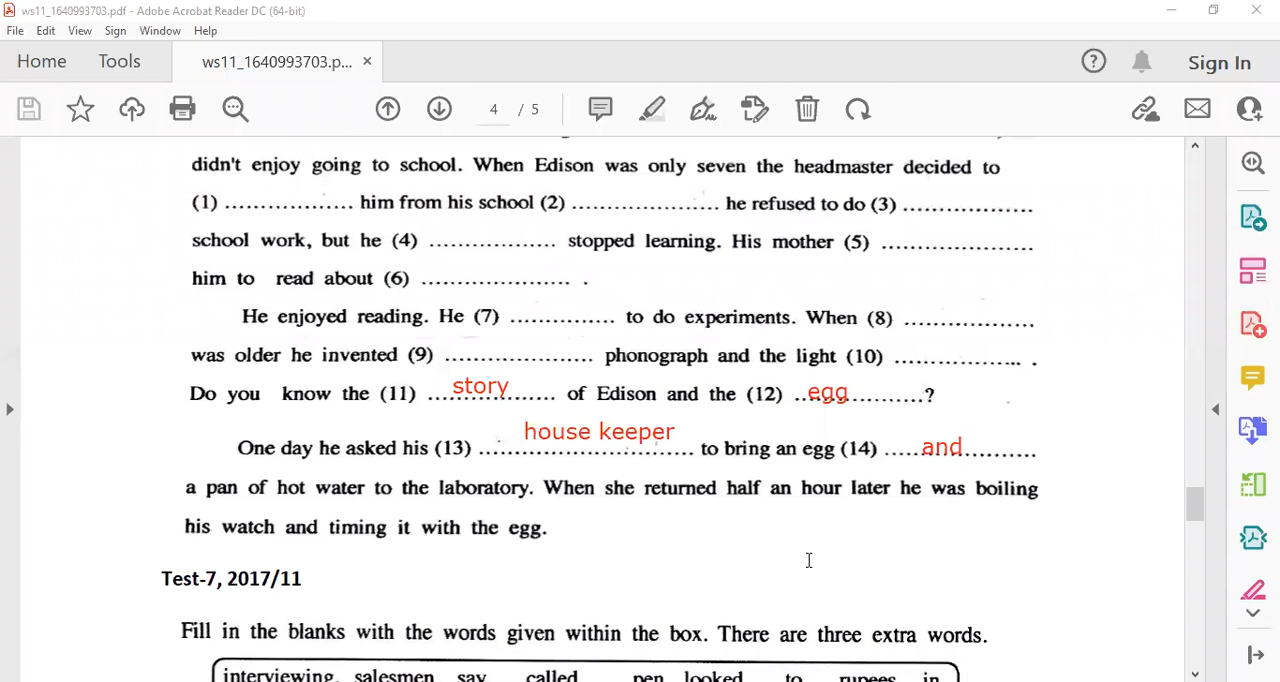 ws11_1640993703.pdf - Adobe Acrobat Reader DC (64-bit)
File Edit View Sign Window Help
Home Tools ws11_1640993703.p... × Sign In
4 / 5
didn't enjoy going to school. When Edison was only seven the headmaster decided to
(1) .................. him from his school (2) .................... he refused to do (3) ..................
school work, but he (4) .................. stopped learning. His mother (5) .....................
him to read about (6) ..................... .
He enjoyed reading. He (7) ............... to do experiments. When (8) ..................
was older he invented (9) ..................... phonograph and the light (10) .................. .
Do you know the (11) story of Edison and the (12) egg ?
One day he asked his (13) house keeper to bring an egg (14) and
a pan of hot water to the laboratory. When she returned half an hour later he was boiling
his watch and timing it with the egg.
Test-7, 2017/11
Fill in the blanks with the words given within the box. There are three extra words.
interviewing, salesmen say called pen looked to rupees in